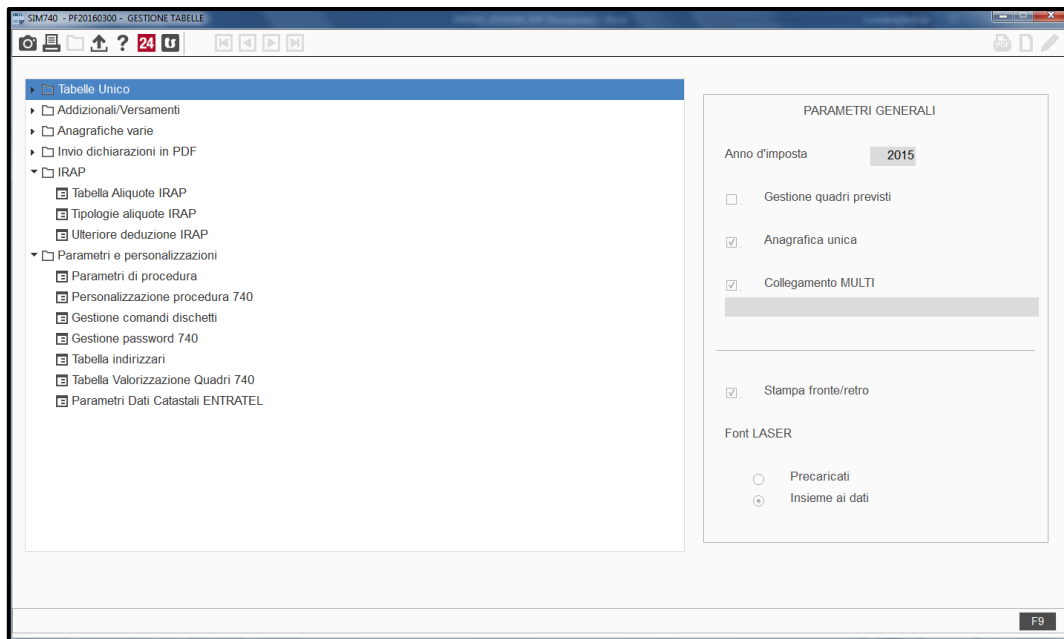 SIM740 - PF20160300 - GESTIONE TABELLE
? 24
PDF
Tabelle Unico
Addizionali/Versamenti
Anagrafiche varie
Invio dichiarazioni in PDF
IRAP
Tabella Aliquote IRAP
Tipologie aliquote IRAP
Ulteriore deduzione IRAP
Parametri e personalizzazioni
Parametri di procedura
Personalizzazione procedura 740
Gestione comandi dischetti
Gestione password 740
Tabella indirizzari
Tabella Valorizzazione Quadri 740
Parametri Dati Catastali ENTRATEL
PARAMETRI GENERALI
Anno d'imposta 2015
Gestione quadri previsti
Anagrafica unica
Collegamento MULTI
Stampa fronte/retro
Font LASER
Precaricati
Insieme ai dati
F9